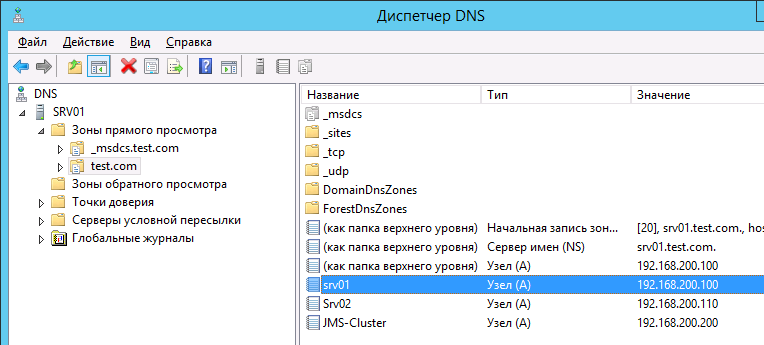 Диспетчер DNS
Файл Действие Вид Справка
DNS
SRV01
Зоны прямого просмотра
_msdcs.test.com
test.com
Зоны обратного просмотра
Точки доверия
Серверы условной пересылки
Глобальные журналы
Название Тип Значение
_msdcs
_sites
_tcp
_udp
DomainDnsZones
ForestDnsZones
(как папка верхнего уровня) Начальная запись зон... [20], srv01.test.com., hos
(как папка верхнего уровня) Сервер имен (NS) srv01.test.com.
(как папка верхнего уровня) Узел (A) 192.168.200.100
srv01 Узел (A) 192.168.200.100
Srv02 Узел (A) 192.168.200.110
JMS-Cluster Узел (A) 192.168.200.200